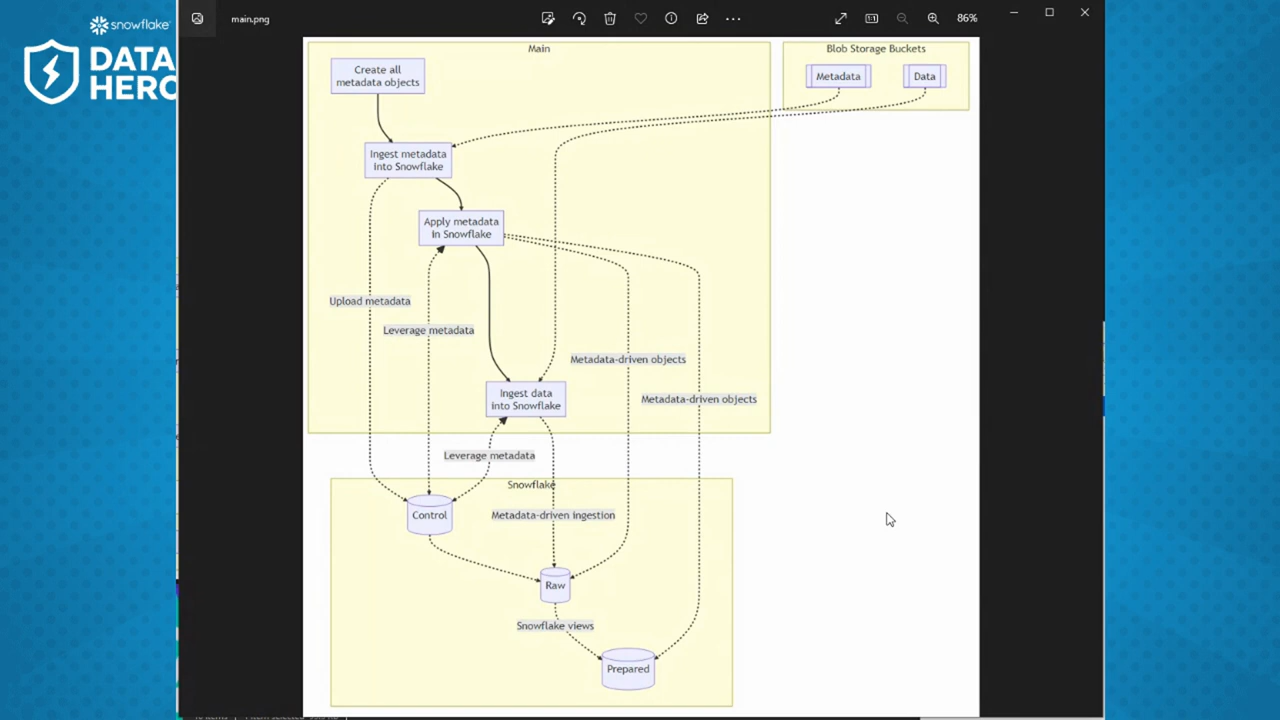 snowflake
DATA
HERO
main.png
86%
Main
Blob Storage Buckets
Create all
metadata objects
Metadata
Data
Ingest metadata
into Snowflake
Apply metadata
in Snowflake
Upload metadata
Leverage metadata
Metadata-driven objects
Metadata-driven objects
Ingest data
into Snowflake
Leverage metadata
Snowflake
Control
Metadata-driven ingestion
Raw
Snowflake views
Prepared